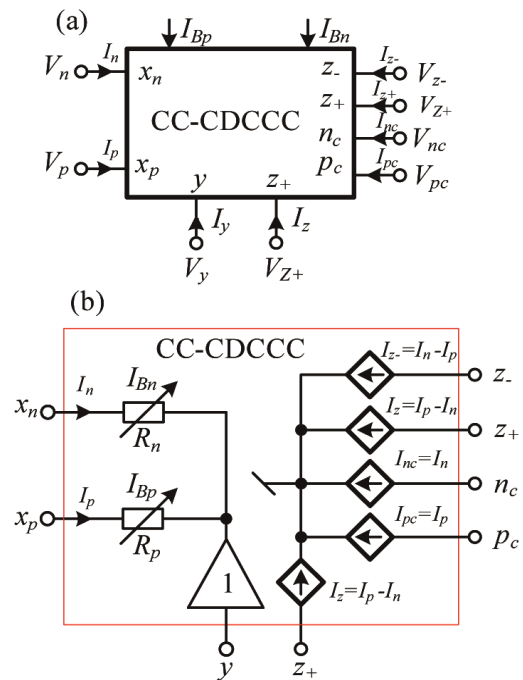 (a)
I_Bp I_Bn
V_n I_n x_n z_- I_z- V_z-
z_+ I_z+ V_Z+
CC-CDCCC n_c I_nc V_nc
V_p I_p x_p p_c I_pc V_pc
y z_+
I_y I_z
V_y V_Z+
(b)
CC-CDCCC
I_z-=I_n-I_p z_-
x_n I_n I_Bn R_n
I_z=I_p-I_n z_+
I_nc=I_n n_c
x_p I_p I_Bp R_p
I_pc=I_p p_c
1 I_z=I_p-I_n
y z_+